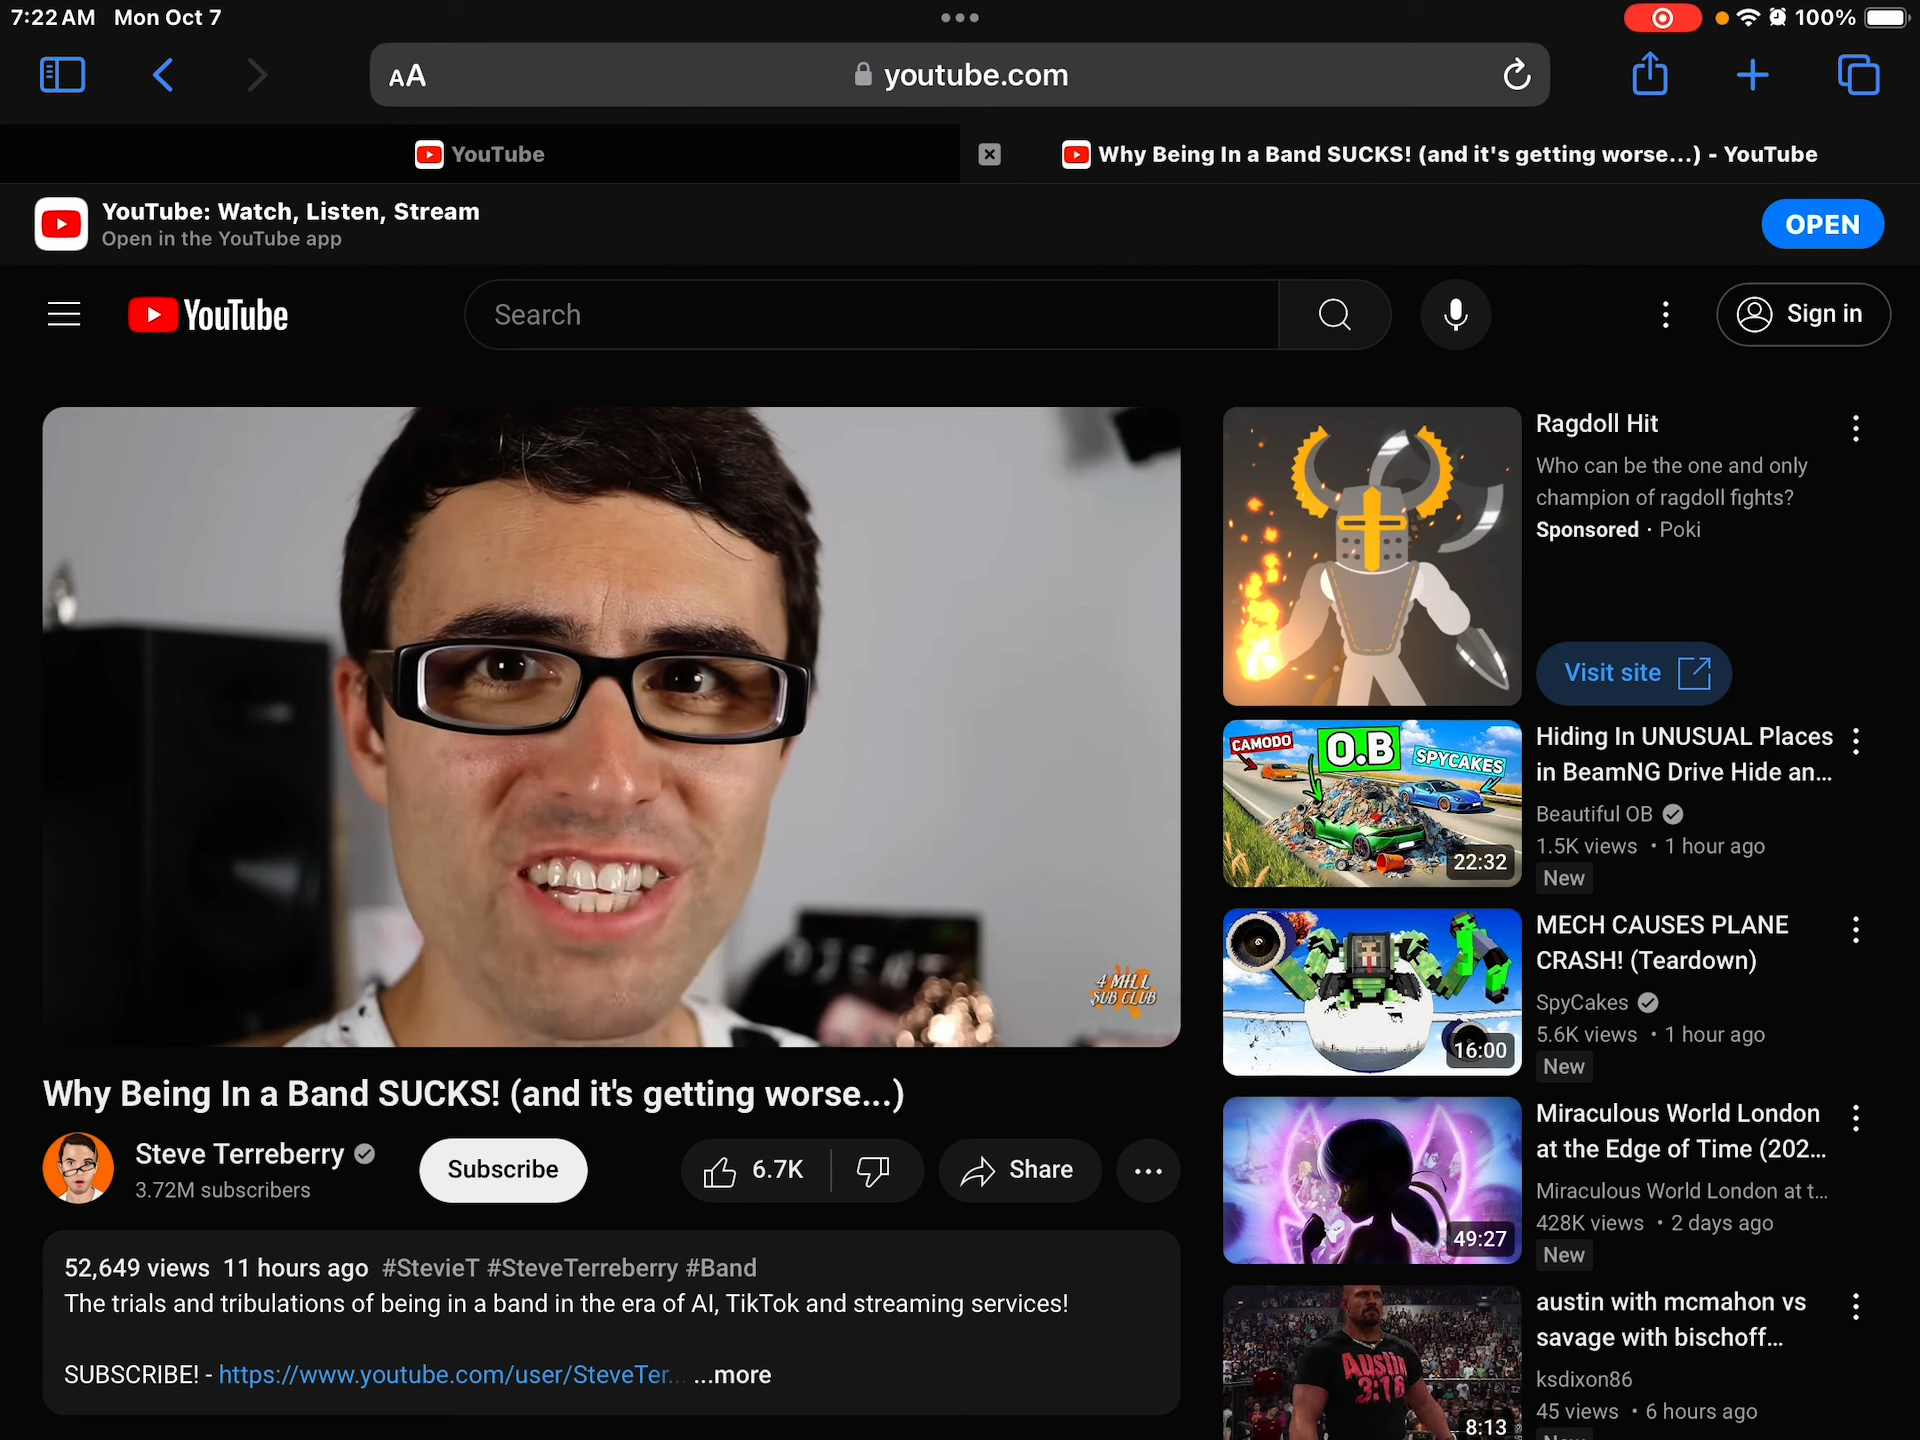 7:22 AM Mon Oct 7
100%
AA
youtube.com
YouTube
Why Being In a Band SUCKS! (and it's getting worse...) - YouTube
YouTube: Watch, Listen, Stream
Open in the YouTube app
OPEN
YouTube
Search
Sign in
4 MILL
SUB CLUB
Why Being In a Band SUCKS! (and it's getting worse...)
Steve Terreberry
3.72M subscribers
Subscribe
6.7K
Share
52,649 views 11 hours ago #StevieT #SteveTerreberry #Band
The trials and tribulations of being in a band in the era of AI, TikTok and streaming services!
SUBSCRIBE! - https://www.youtube.com/user/SteveTer... ...more
Ragdoll Hit
Who can be the one and only
champion of ragdoll fights?
Sponsored · Poki
Visit site
CAMODO
O.B
SPYCAKES
22:32
Hiding In UNUSUAL Places
in BeamNG Drive Hide an...
Beautiful OB
1.5K views • 1 hour ago
New
16:00
MECH CAUSES PLANE
CRASH! (Teardown)
SpyCakes
5.6K views • 1 hour ago
New
49:27
Miraculous World London
at the Edge of Time (202...
Miraculous World London at t...
428K views • 2 days ago
New
AUSTIN
3:16
8:13
austin with mcmahon vs
savage with bischoff...
ksdixon86
45 views • 6 hours ago
New